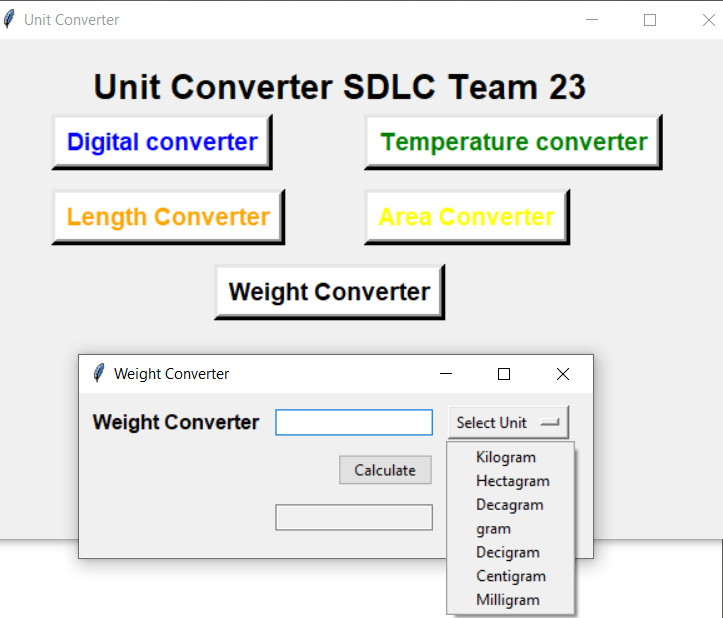 Unit Converter
Unit Converter SDLC Team 23
Digital converter
Temperature converter
Length Converter
Area Converter
Weight Converter
Weight Converter
Weight Converter
Select Unit
Kilogram
Calculate
Hectagram
Decagram
gram
Decigram
Centigram
Milligram